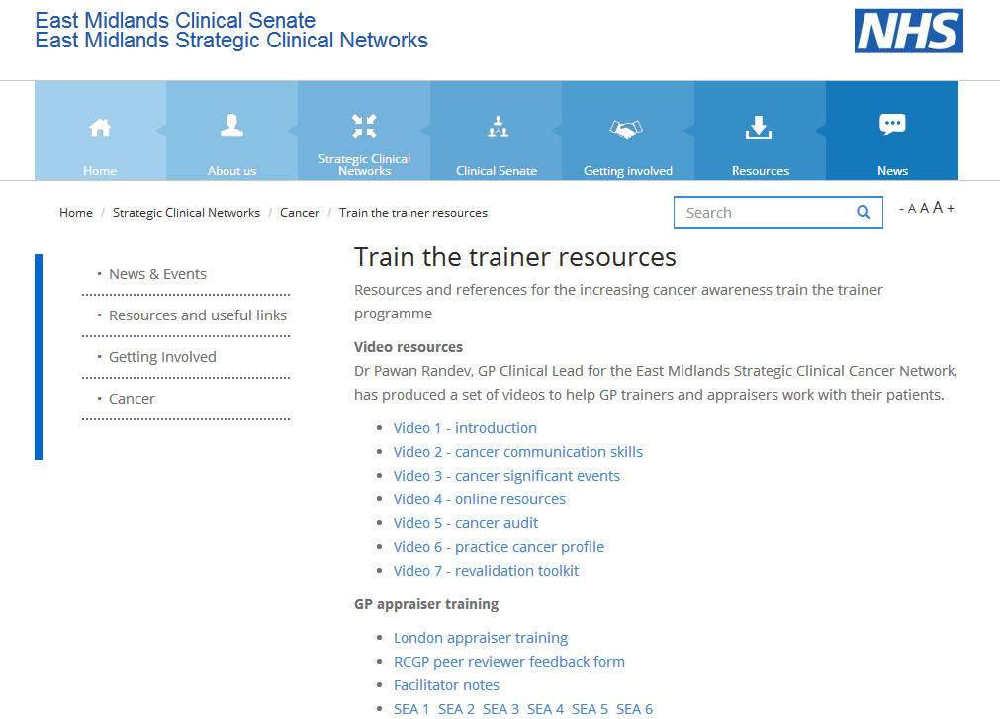 East Midlands Clinical Senate
East Midlands Strategic Clinical Networks
NHS
Home
About us
Strategic Clinical
Networks
Clinical Senate
Getting involved
Resources
News
Home / Strategic Clinical Networks / Cancer / Train the trainer resources
Search
- A A A +
• News & Events
• Resources and useful links
• Getting Involved
• Cancer
Train the trainer resources
Resources and references for the increasing cancer awareness train the trainer
programme
Video resources
Dr Pawan Randev, GP Clinical Lead for the East Midlands Strategic Clinical Cancer Network,
has produced a set of videos to help GP trainers and appraisers work with their patients.
• Video 1 - introduction
• Video 2 - cancer communication skills
• Video 3 - cancer significant events
• Video 4 - online resources
• Video 5 - cancer audit
• Video 6 - practice cancer profile
• Video 7 - revalidation toolkit
GP appraiser training
• London appraiser training
• RCGP peer reviewer feedback form
• Facilitator notes
• SEA 1 SEA 2 SEA 3 SEA 4 SEA 5 SEA 6